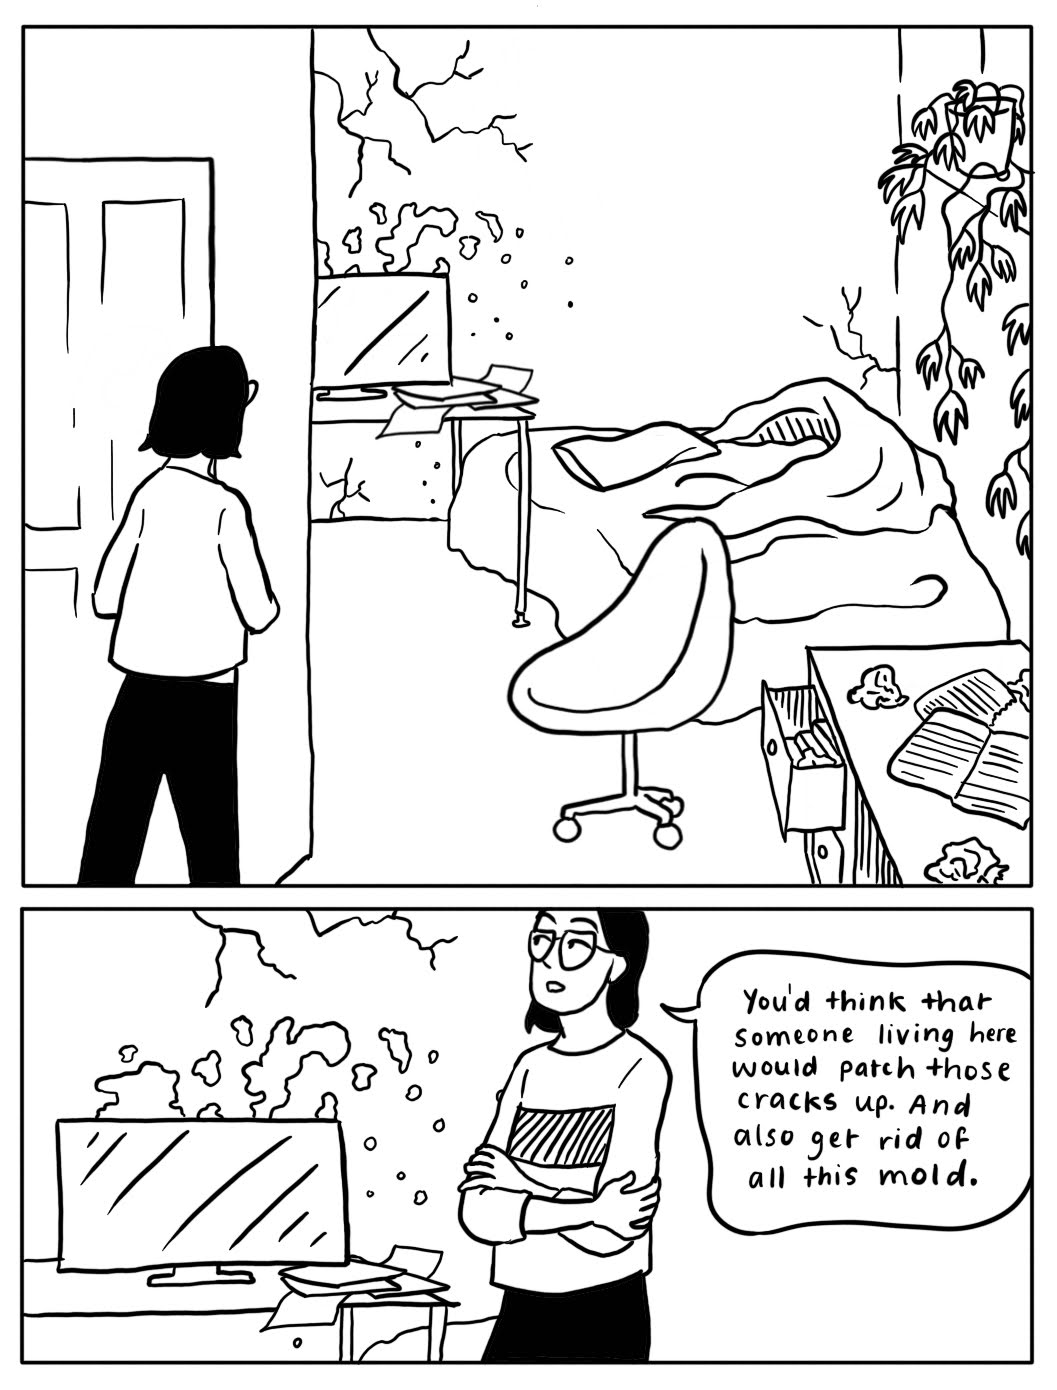 You'd think that
someone living here
would patch those
cracks up. And
also get rid of
all this mold.